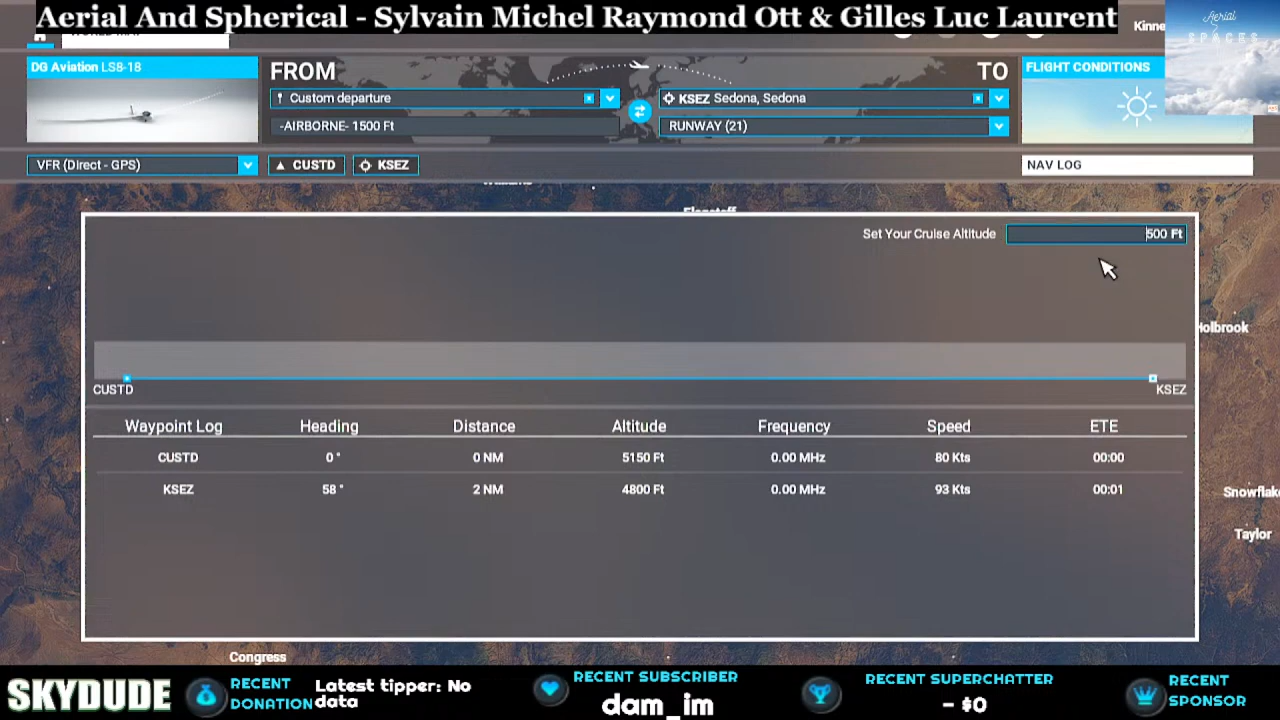 Aerial And Spherical - Sylvain Michel Raymond Ott & Gilles Luc Laurent
Kinne
Aerial
SPACES
DG Aviation LS8-18
FROM
TO
FLIGHT CONDITIONS
Custom departure
KSEZ Sedona, Sedona
-AIRBORNE- 1500 Ft
RUNWAY (21)
VFR (Direct - GPS)
CUSTD
KSEZ
NAV LOG
Set Your Cruise Altitude
500 Ft
Holbrook
CUSTD
KSEZ
Waypoint Log Heading Distance Altitude Frequency Speed ETE
CUSTD 0 ° 0 NM 5150 Ft 0.00 MHz 80 Kts 00:00
KSEZ 58 ° 2 NM 4800 Ft 0.00 MHz 93 Kts 00:01
Snowflake
Taylor
Congress
SKYDUDE
RECENT
DONATION
Latest tipper: No
data
RECENT SUBSCRIBER
dam_im
RECENT SUPERCHATTER
- $0
RECENT
SPONSOR